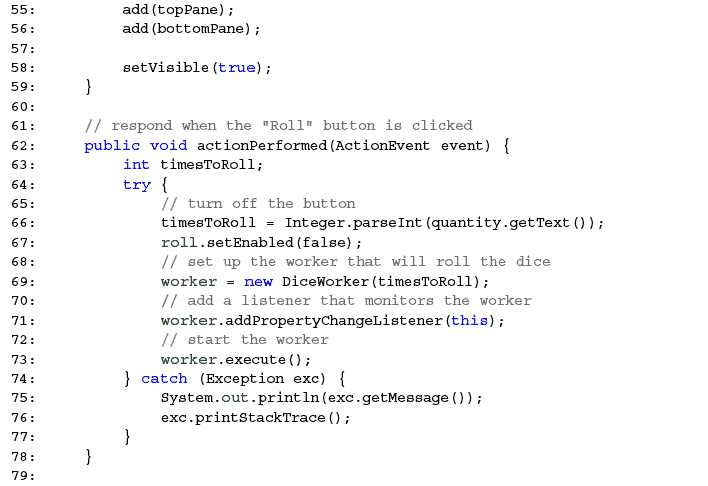 55:         add(topPane);
56:         add(bottomPane);
57:
58:         setVisible(true);
59:     }
60:
61:     // respond when the "Roll" button is clicked
62:     public void actionPerformed(ActionEvent event) {
63:         int timesToRoll;
64:         try {
65:             // turn off the button
66:             timesToRoll = Integer.parseInt(quantity.getText());
67:             roll.setEnabled(false);
68:             // set up the worker that will roll the dice
69:             worker = new DiceWorker(timesToRoll);
70:             // add a listener that monitors the worker
71:             worker.addPropertyChangeListener(this);
72:             // start the worker
73:             worker.execute();
74:         } catch (Exception exc) {
75:             System.out.println(exc.getMessage());
76:             exc.printStackTrace();
77:         }
78:     }
79: